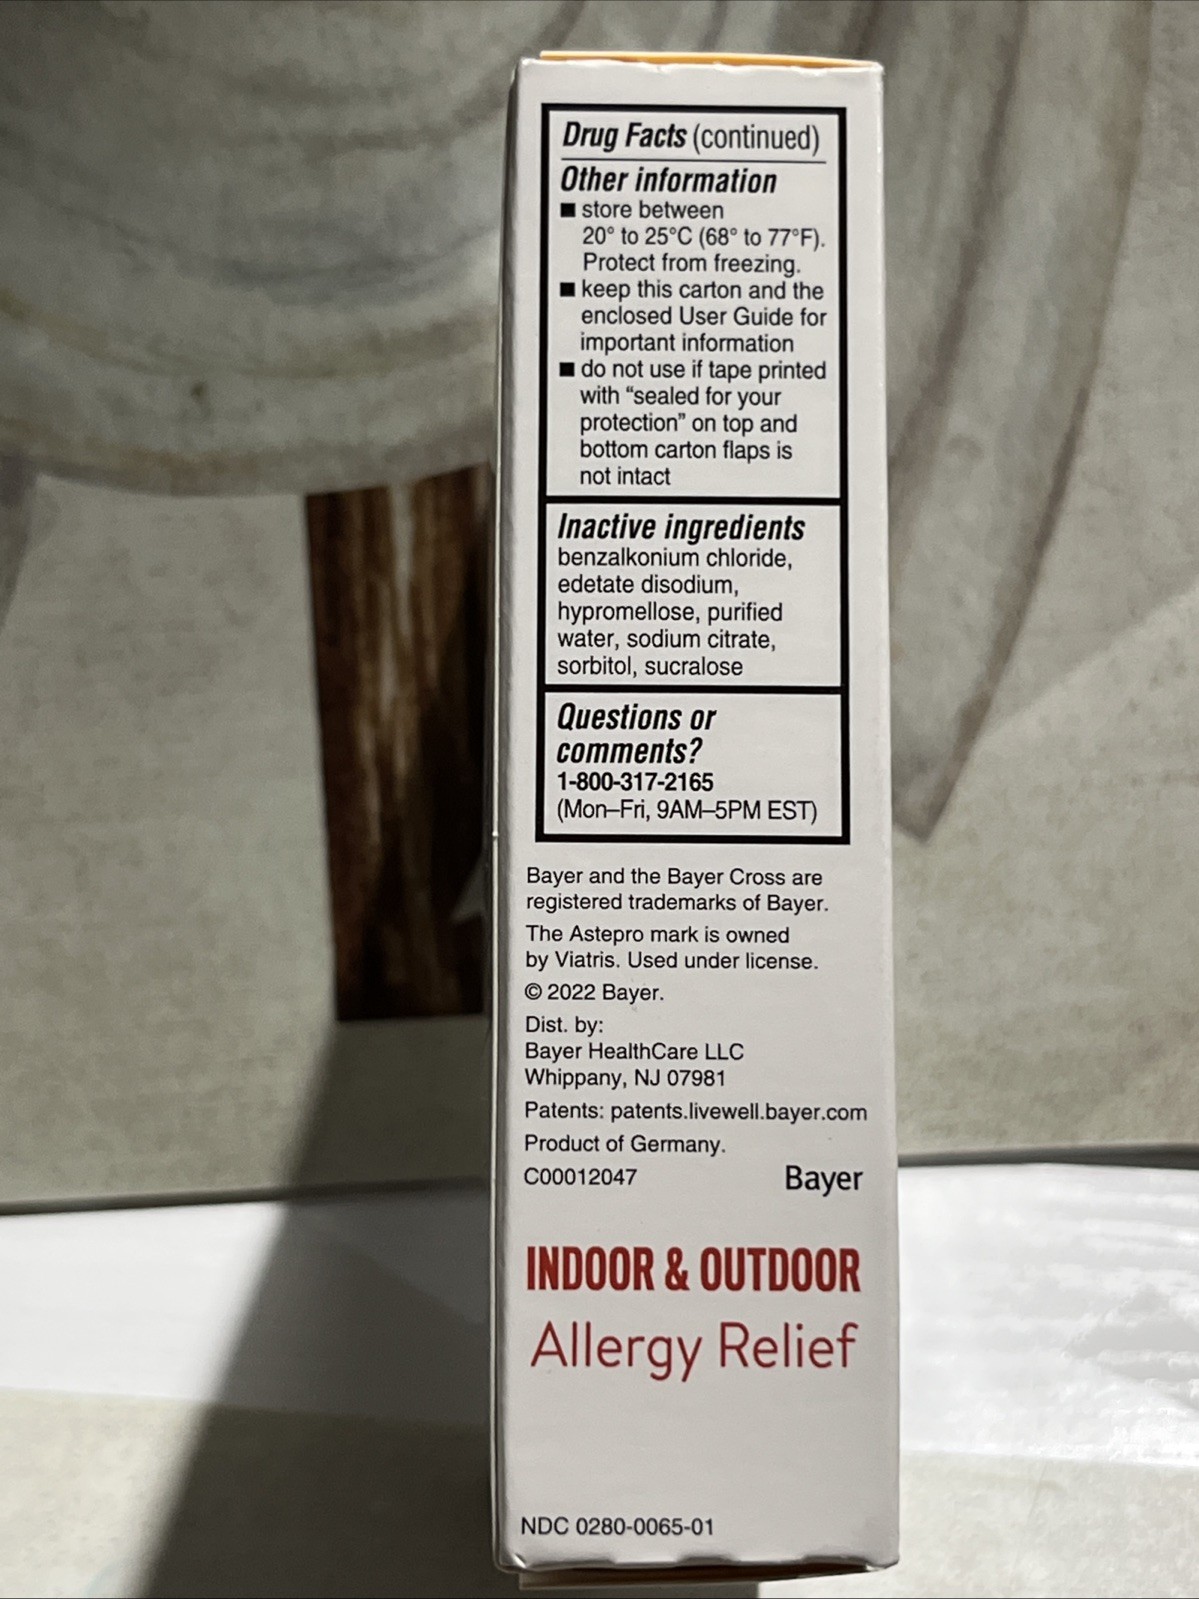 Drug Facts (continued)
Other information
■ store between
20° to 25°C (68° to 77°F).
Protect from freezing.
■ keep this carton and the
enclosed User Guide for
important information
■ do not use if tape printed
with “sealed for your
protection” on top and
bottom carton flaps is
not intact
Inactive ingredients
benzalkonium chloride,
edetate disodium,
hypromellose, purified
water, sodium citrate,
sorbitol, sucralose
Questions or
comments?
1-800-317-2165
(Mon–Fri, 9AM–5PM EST)
Bayer and the Bayer Cross are
registered trademarks of Bayer.
The Astepro mark is owned
by Viatris. Used under license.
© 2022 Bayer.
Dist. by:
Bayer HealthCare LLC
Whippany, NJ 07981
Patents: patents.livewell.bayer.com
Product of Germany.
C00012047 Bayer
INDOOR & OUTDOOR
Allergy Relief
NDC 0280-0065-01